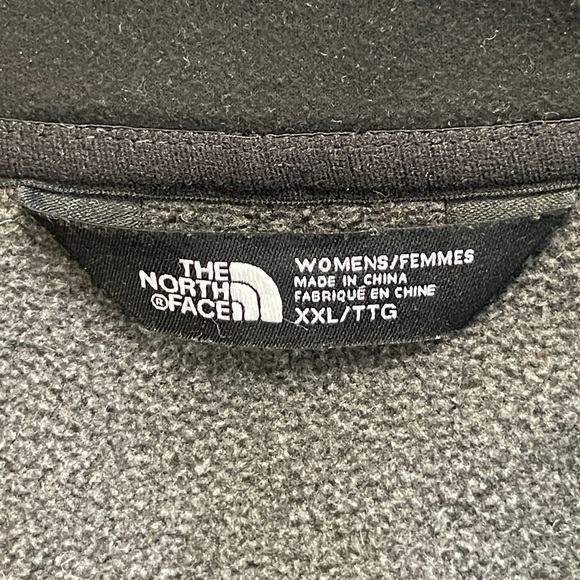 THE
NORTH
®FACE
WOMENS/FEMMES
MADE IN CHINA
FABRIQUÉ EN CHINE
XXL/TTG